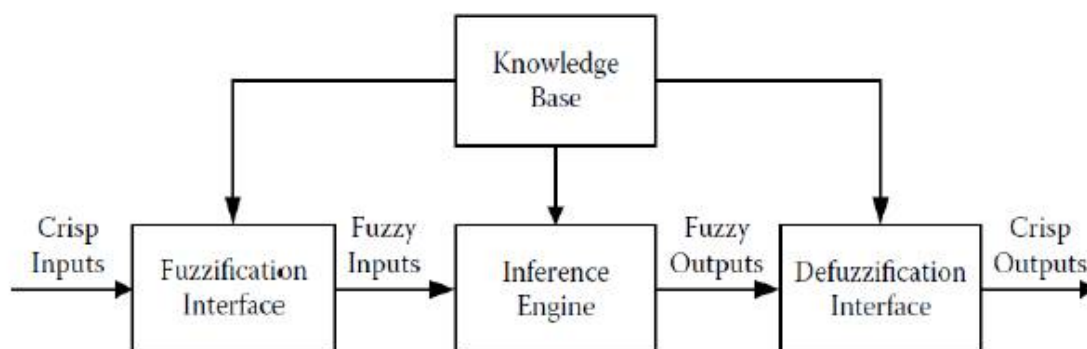 Knowledge
Base
Crisp
Inputs
Fuzzification
Interface
Fuzzy
Inputs
Inference
Engine
Fuzzy
Outputs
Defuzzification
Interface
Crisp
Outputs